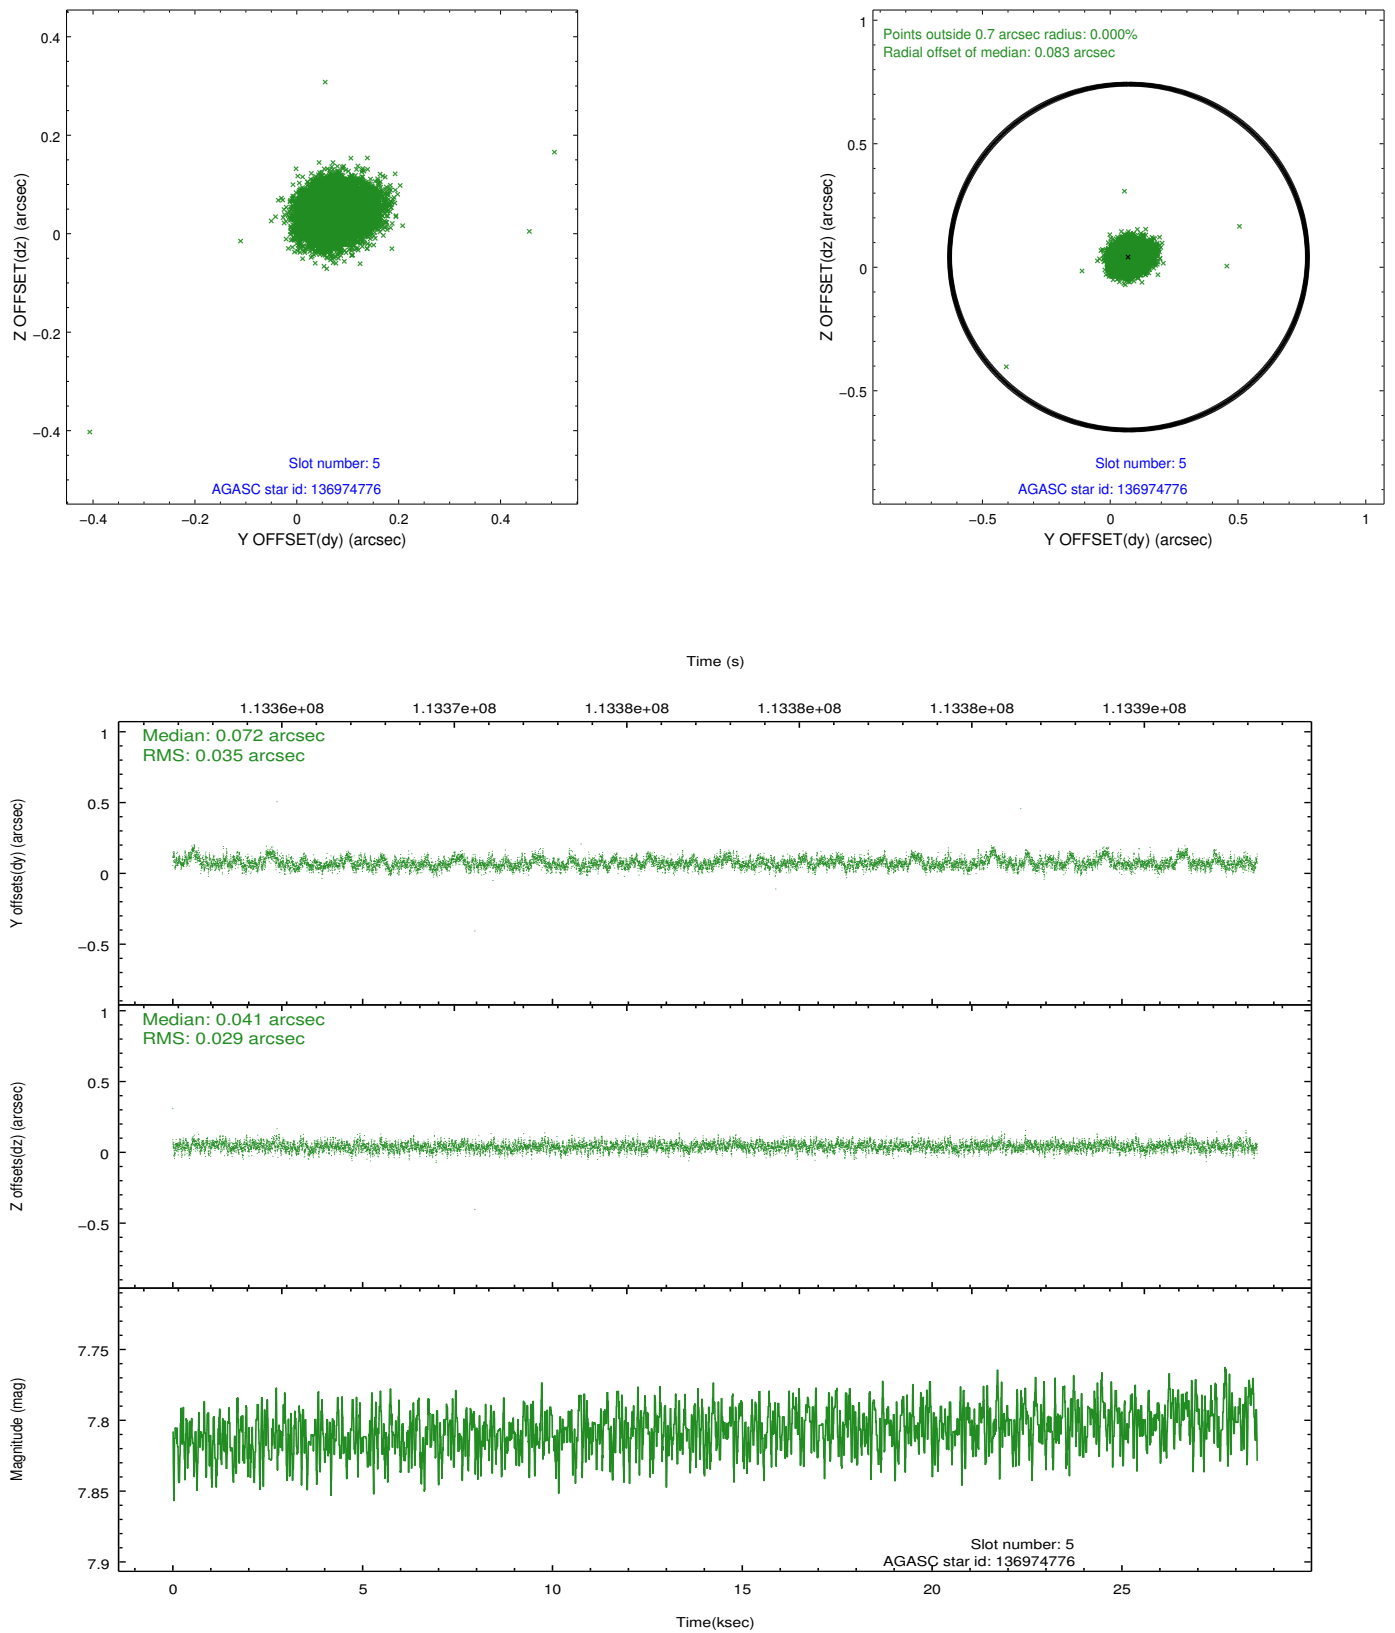 0.4
0.2
0
−0.2
−0.4
Z OFFSET(dz) (arcsec)
Slot number: 5
AGASC star id: 136974776
−0.4 −0.2 0 0.2 0.4
Y OFFSET(dy) (arcsec)
Points outside 0.7 arcsec radius: 0.000%
Radial offset of median: 0.083 arcsec
1
0.5
0
−0.5
Z OFFSET(dz) (arcsec)
Slot number: 5
AGASC star id: 136974776
−0.5 0 0.5 1
Y OFFSET(dy) (arcsec)
Time (s)
1.1336e+08 1.1337e+08 1.1338e+08 1.1338e+08 1.1338e+08 1.1339e+08
Median: 0.072 arcsec
RMS: 0.035 arcsec
1
0.5
0
−0.5
Y offsets(dy) (arcsec)
Median: 0.041 arcsec
RMS: 0.029 arcsec
1
0.5
0
−0.5
Z offsets(dz) (arcsec)
7.75
7.8
7.85
7.9
Magnitude (mag)
Slot number: 5
AGASC star id: 136974776
0 5 10 15 20 25
Time(ksec)